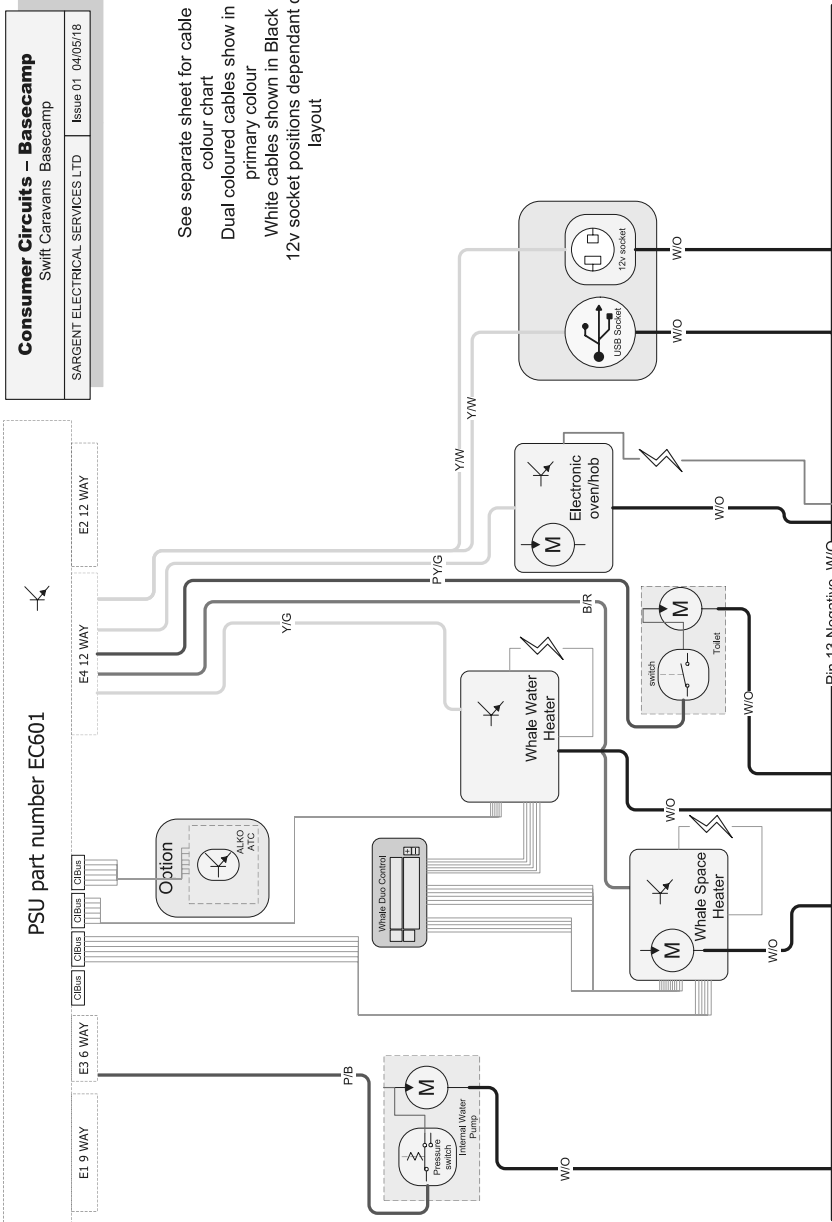 Consumer Circuits – Basecamp
Swift Caravans Basecamp
SARGENT ELECTRICAL SERVICES LTD
Issue 01 04/05/18
See separate sheet for cable
colour chart
Dual coloured cables show in
primary colour
White cables shown in Black
12v socket positions dependant
layout
PSU part number EC601
E1 9 WAY
E3 6 WAY
CIBus
CIBus
CIBus
CIBus
E4 12 WAY
E2 12 WAY
Option
ALKO
ATC
Whale Duo Control
+
P/B
Y/G
B/R
PY/G
Y/W
Y/W
M
Pressure
switch
Internal Water
Pump
W/O
Whale Water
Heater
W/O
M
Whale Space
Heater
W/O
switch
M
Toilet
W/O
M
Electronic
oven/hob
W/O
USB Socket
12v socket
W/O
W/O
Pin 13 Negative W/O